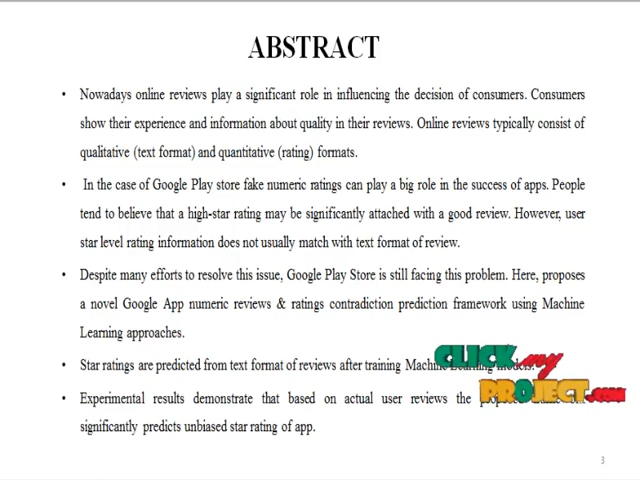 ABSTRACT
• Nowadays online reviews play a significant role in influencing the decision of consumers. Consumers
show their experience and information about quality in their reviews. Online reviews typically consist of
qualitative (text format) and quantitative (rating) formats.
• In the case of Google Play store fake numeric ratings can play a big role in the success of apps. People
tend to believe that a high-star rating may be significantly attached with a good review. However, user
star level rating information does not usually match with text format of review.
• Despite many efforts to resolve this issue, Google Play Store is still facing this problem. Here, proposes
a novel Google App numeric reviews & ratings contradiction prediction framework using Machine
Learning approaches.
• Star ratings are predicted from text format of reviews after training Machine Learning models.
CLICK my
PROJECT.com
• Experimental results demonstrate that based on actual user reviews the
significantly predicts unbiased star rating of app.
3